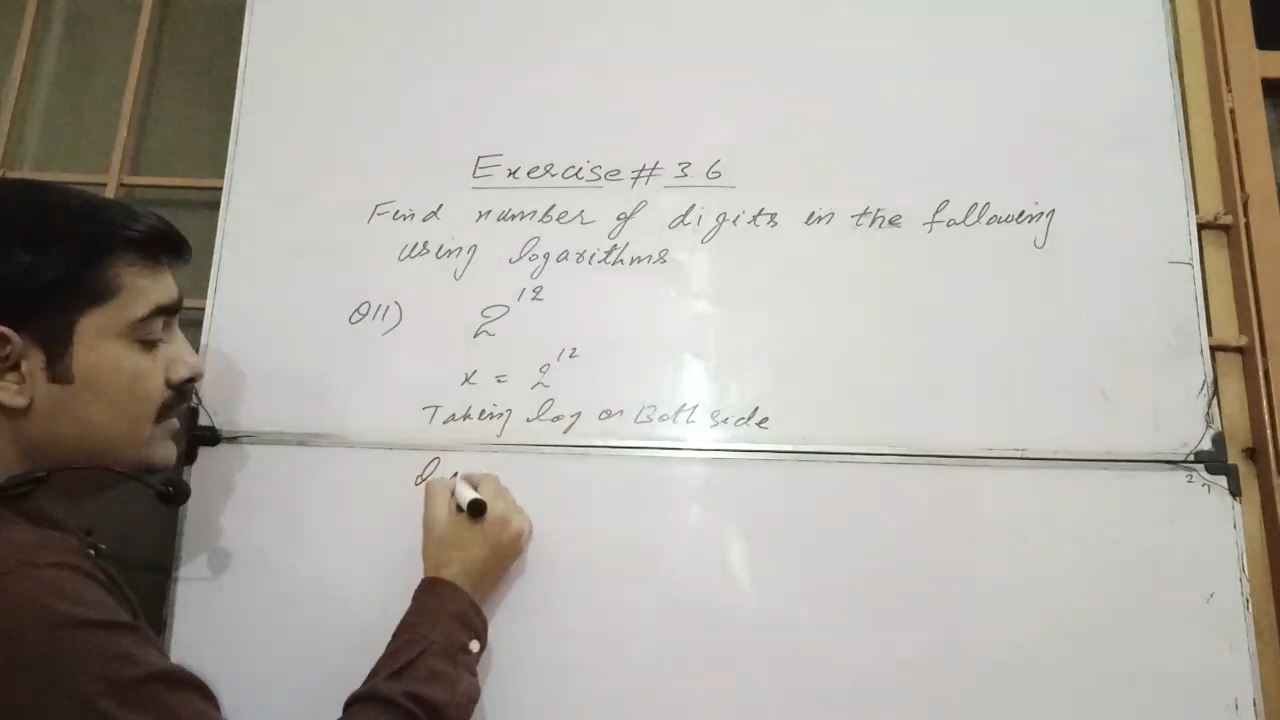 Exercise # 3.6
Find number of digits in the following
using logarithms
Q11) 2^12
x = 2^12
Taking log on Both side